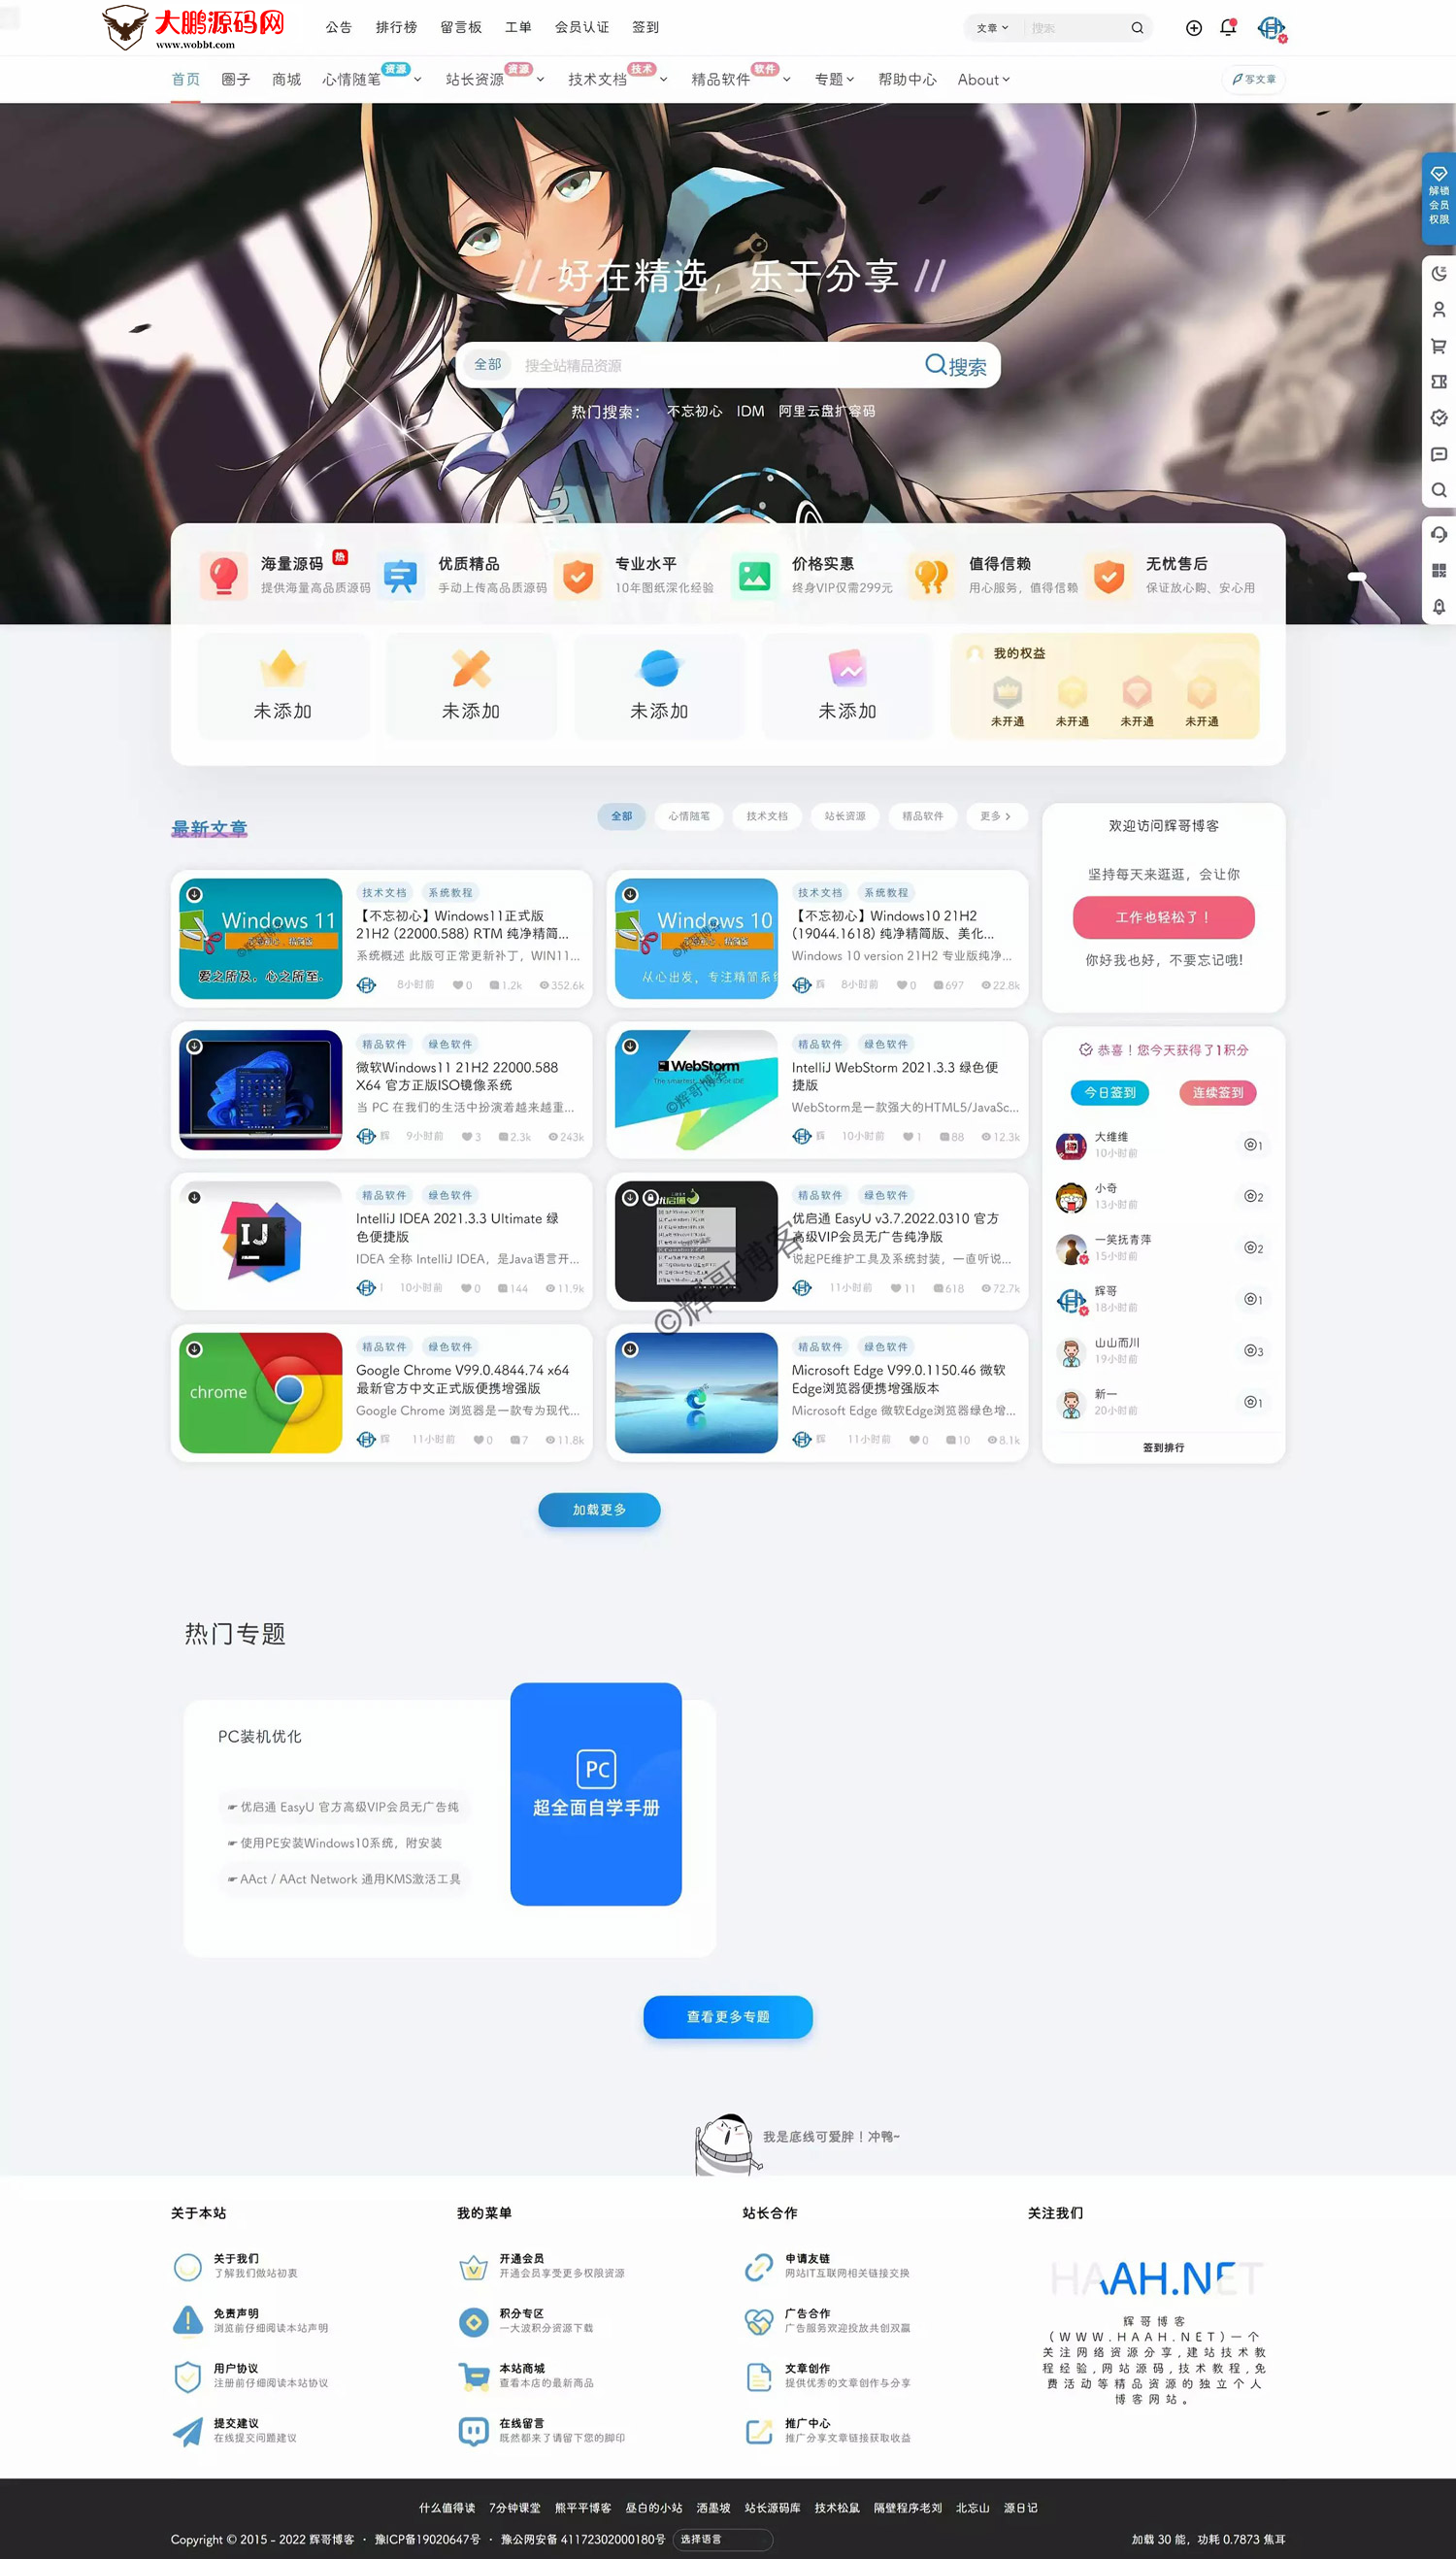 大鹏源码网
www.wobbt.com
公告 排行榜 留言板 工单 会员认证 签到
文章 搜索
首页 圈子 商城 心情随笔 资源 站长资源 资源 技术文档 技术 精品软件 软件 专题 帮助中心 About
写文章
解锁
会员
权限
// 好在精选，乐于分享 //
全部 搜全站精品资源 搜索
热门搜索： 不忘初心 IDM 阿里云盘扩容码
海量源码 热
提供海量高品质源码
优质精品
手动上传高品质源码
专业水平
10年图纸深化经验
价格实惠
终身VIP仅需299元
值得信赖
用心服务，值得信赖
无忧售后
保证放心购、安心用
未添加 未添加 未添加 未添加
我的权益
未开通 未开通 未开通 未开通
最新文章
全部 心情随笔 技术文档 站长资源 精品软件 更多
Windows 11
爱之所及，心之所至.
技术文档 系统教程
【不忘初心】Windows11正式版
21H2 (22000.588) RTM 纯净精简...
系统概述 此版可正常更新补丁，WIN11...
8小时前 0 1.2k 352.6k
Windows 10
从心出发，专注精简系统
技术文档 系统教程
【不忘初心】Windows10 21H2
(19044.1618) 纯净精简版、美化...
Windows 10 version 21H2 专业版纯净...
辉 8小时前 0 697 22.8k
精品软件 绿色软件
微软Windows11 21H2 22000.588
X64 官方正版ISO镜像系统
当 PC 在我们的生活中扮演着越来越重...
辉 9小时前 3 2.3k 243k
WebStorm
©辉哥博客
精品软件 绿色软件
IntelliJ WebStorm 2021.3.3 绿色便
捷版
WebStorm是一款强大的HTML5/JavaSc...
辉 10小时前 1 88 12.3k
IJ
精品软件 绿色软件
IntelliJ IDEA 2021.3.3 Ultimate 绿
色便捷版
IDEA 全称 IntelliJ IDEA，是Java语言开...
10小时前 0 144 11.9k
精品软件 绿色软件
优启通 EasyU v3.7.2022.0310 官方
高级VIP会员无广告纯净版
说起PE维护工具及系统封装，一直听说...
11小时前 11 618 72.7k
©辉哥博客
chrome
精品软件 绿色软件
Google Chrome V99.0.4844.74 x64
最新官方中文正式版便携增强版
Google Chrome 浏览器是一款专为现代...
辉 11小时前 0 7 11.8k
精品软件 绿色软件
Microsoft Edge V99.0.1150.46 微软
Edge浏览器便携增强版本
Microsoft Edge 微软Edge浏览器绿色增...
辉 11小时前 0 10 8.1k
加载更多
欢迎访问辉哥博客
坚持每天来逛逛，会让你
工作也轻松了！
你好我也好，不要忘记哦!
恭喜！您今天获得了1积分
今日签到 连续签到
大维维
10小时前
1
小奇
13小时前
2
一笑抚青萍
15小时前
2
辉哥
18小时前
1
山山而川
19小时前
3
新一
20小时前
1
签到排行
热门专题
PC装机优化
☛ 优启通 EasyU 官方高级VIP会员无广告纯
☛ 使用PE安装Windows10系统，附安装
☛ AAct / AAct Network 通用KMS激活工具
PC
超全面自学手册
查看更多专题
我是底线可爱胖！冲鸭~
关于本站
关于我们
了解我们做站初衷
免责声明
浏览前仔细阅读本站声明
用户协议
注册前仔细阅读本站协议
提交建议
在线提交问题建议
我的菜单
开通会员
开通会员享受更多权限资源
积分专区
一大波积分资源下载
本站商城
查看本店的最新商品
在线留言
既然都来了请留下您的脚印
站长合作
申请友链
网站IT互联网相关链接交换
广告合作
广告服务欢迎投放共创双赢
文章创作
提供优秀的文章创作与分享
推广中心
推广分享文章链接获取收益
关注我们
HAAH.NET
辉哥博客
(WWW.HAAH.NET)一个
关注网络资源分享,建站技术教
程经验,网站源码,技术教程,免
费活动等精品资源的独立个人
博客网站。
什么值得读 7分钟课堂 熊平平博客 昼白的小站 洒墨坡 站长源码库 技术松鼠 隔壁程序老刘 北忘山 源日记
Copyright © 2015 - 2022 辉哥博客 · 豫ICP备19020647号 · 豫公网安备 41172302000180号 选择语言
加载 30 能，功耗 0.7873 焦耳